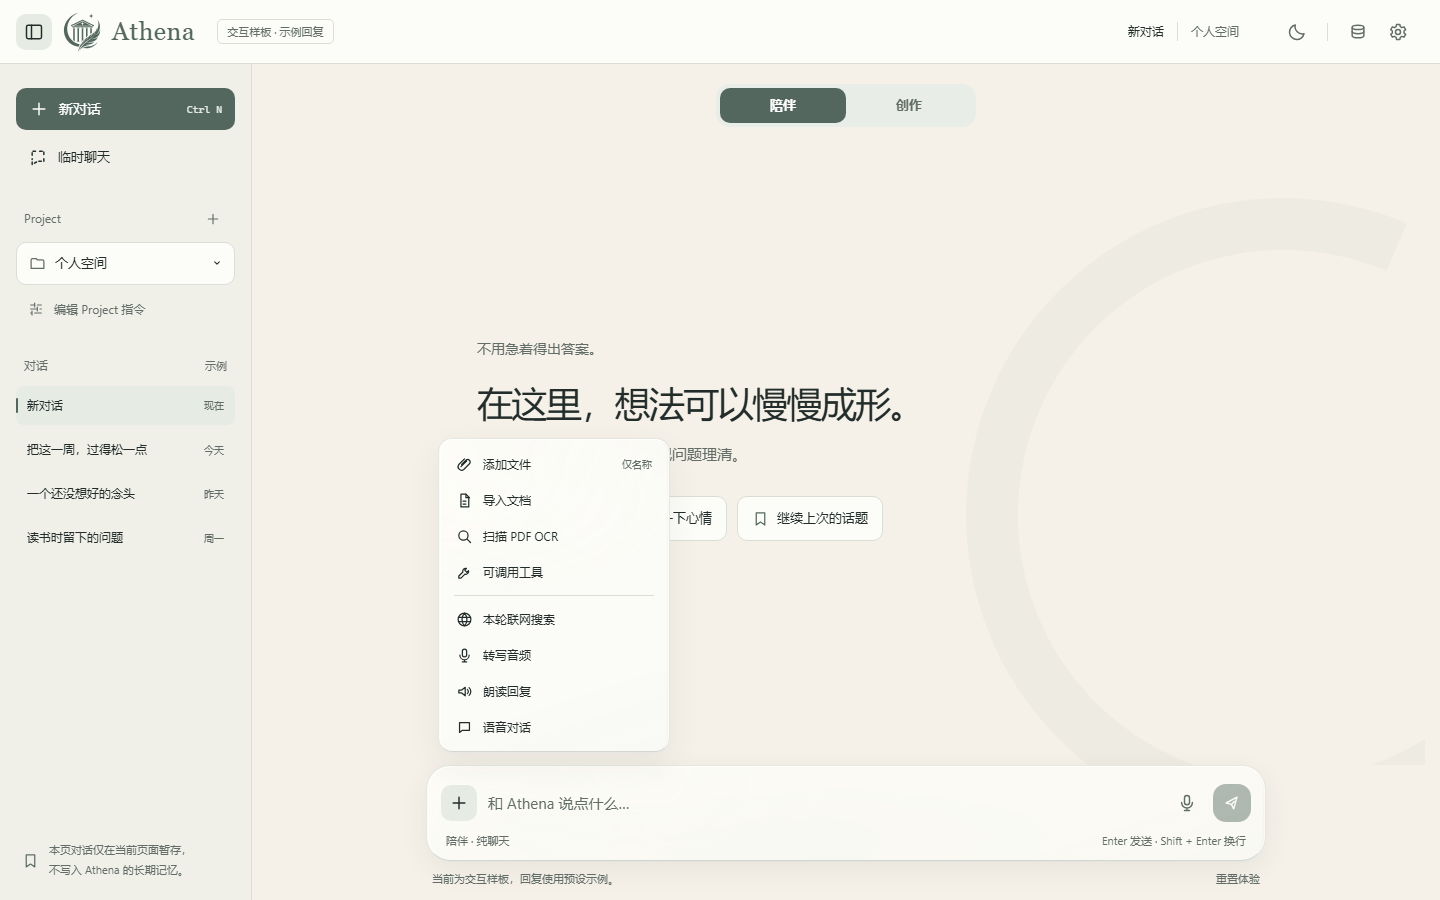 Athena
交互样板 · 示例回复
新对话
个人空间
新对话
Ctrl N
临时聊天
Project
个人空间
编辑 Project 指令
对话
示例
新对话
现在
把这一周，过得松一点
今天
一个还没想好的念头
昨天
读书时留下的问题
周一
本页对话仅在当前页面暂存，
不写入 Athena 的长期记忆。
陪伴
创作
不用急着得出答案。
在这里，想法可以慢慢成形。
问题理清。
下心情
继续上次的话题
添加文件
仅名称
导入文档
扫描 PDF OCR
可调用工具
本轮联网搜索
转写音频
朗读回复
语音对话
和 Athena 说点什么...
陪伴 · 纯聊天
Enter 发送 · Shift + Enter 换行
当前为交互样板，回复使用预设示例。
重置体验